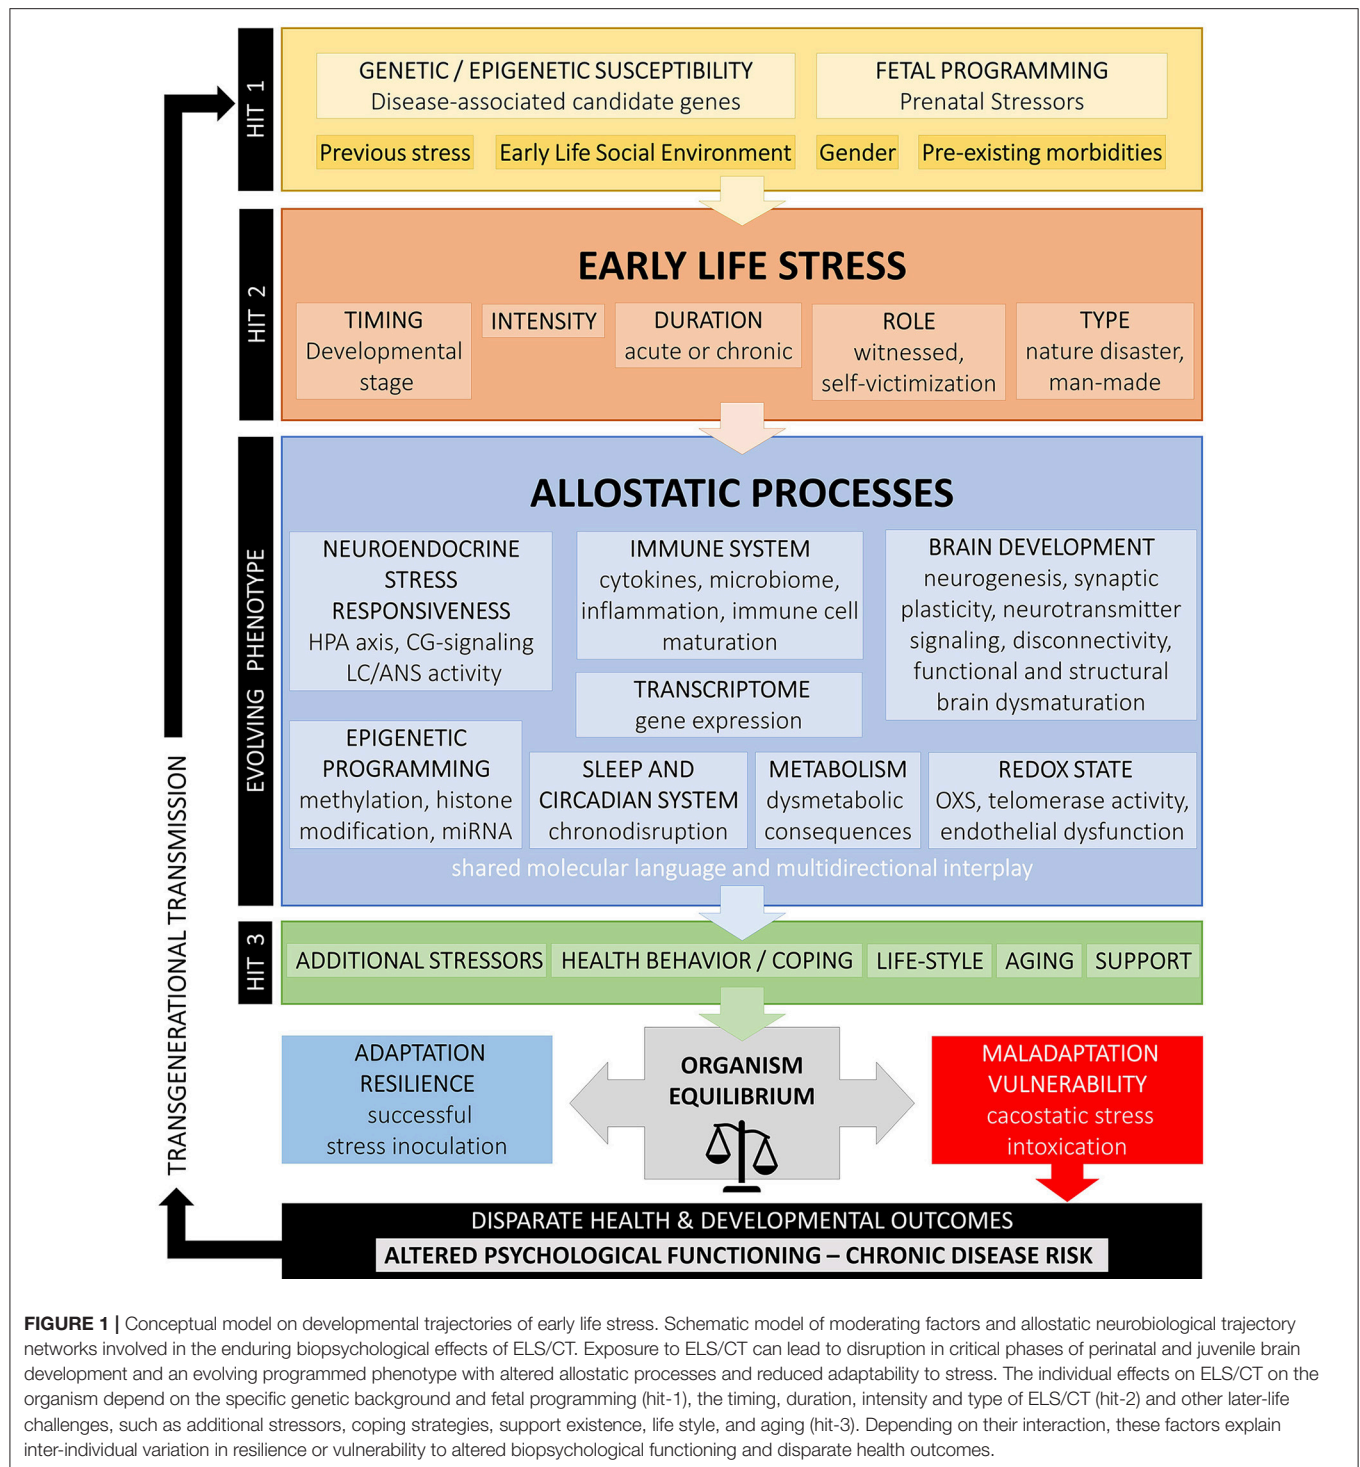 HIT 1
GENETIC / EPIGENETIC SUSCEPTIBILITY
Disease-associated candidate genes
FETAL PROGRAMMING
Prenatal Stressors
Previous stress
Early Life Social Environment
Gender
Pre-existing morbidities
HIT 2
EARLY LIFE STRESS
TIMING
Developmental
stage
INTENSITY
DURATION
acute or chronic
ROLE
witnessed,
self-victimization
TYPE
nature disaster,
man-made
EVOLVING PHENOTYPE
ALLOSTATIC PROCESSES
NEUROENDOCRINE
STRESS
RESPONSIVENESS
HPA axis, CG-signaling
LC/ANS activity
IMMUNE SYSTEM
cytokines, microbiome,
inflammation, immune cell
maturation
BRAIN DEVELOPMENT
neurogenesis, synaptic
plasticity, neurotransmitter
signaling, disconnectivity,
functional and structural
brain dysmaturation
TRANSCRIPTOME
gene expression
EPIGENETIC
PROGRAMMING
methylation, histone
modification, miRNA
SLEEP AND
CIRCADIAN SYSTEM
chronodisruption
METABOLISM
dysmetabolic
consequences
REDOX STATE
OXS, telomerase activity,
endothelial dysfunction
shared molecular language and multidirectional interplay
HIT 3
ADDITIONAL STRESSORS
HEALTH BEHAVIOR / COPING
LIFE-STYLE
AGING
SUPPORT
ADAPTATION
RESILIENCE
successful
stress inoculation
ORGANISM
EQUILIBRIUM
MALADAPTATION
VULNERABILITY
cacostatic stress
intoxication
TRANSGENERATIONAL TRANSMISSION
DISPARATE HEALTH & DEVELOPMENTAL OUTCOMES
ALTERED PSYCHOLOGICAL FUNCTIONING – CHRONIC DISEASE RISK
FIGURE 1 | Conceptual model on developmental trajectories of early life stress. Schematic model of moderating factors and allostatic neurobiological trajectory
networks involved in the enduring biopsychological effects of ELS/CT. Exposure to ELS/CT can lead to disruption in critical phases of perinatal and juvenile brain
development and an evolving programmed phenotype with altered allostatic processes and reduced adaptability to stress. The individual effects on ELS/CT on the
organism depend on the specific genetic background and fetal programming (hit-1), the timing, duration, intensity and type of ELS/CT (hit-2) and other later-life
challenges, such as additional stressors, coping strategies, support existence, life style, and aging (hit-3). Depending on their interaction, these factors explain
inter-individual variation in resilience or vulnerability to altered biopsychological functioning and disparate health outcomes.